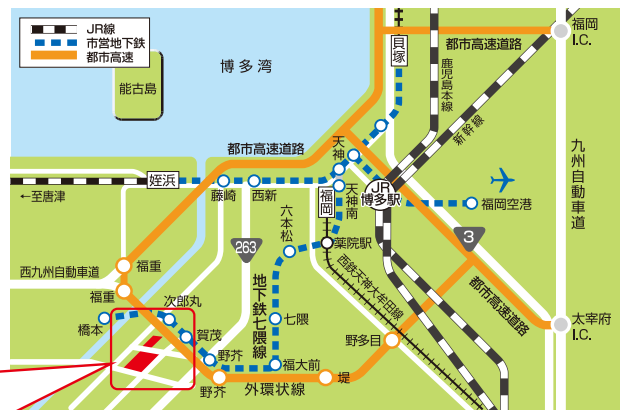 JR線
市営地下鉄
都市高速
能古島
博多湾
貝塚
都市高速道路
福岡
I.C.
鹿児島本線
新幹線
九州自動車道
都市高速道路
天神
姪浜
←至唐津
藤崎
西新
福岡
天神南
JR
博多駅
福岡空港
六本松
薬院駅
263
3
西九州自動車道
福重
福重
地下鉄七隈線
西鉄天神大牟田線
都市高速道路
次郎丸
橋本
賀茂
七隈
野多目
太宰府
I.C.
野芥
福大前
野芥
外環状線
堤